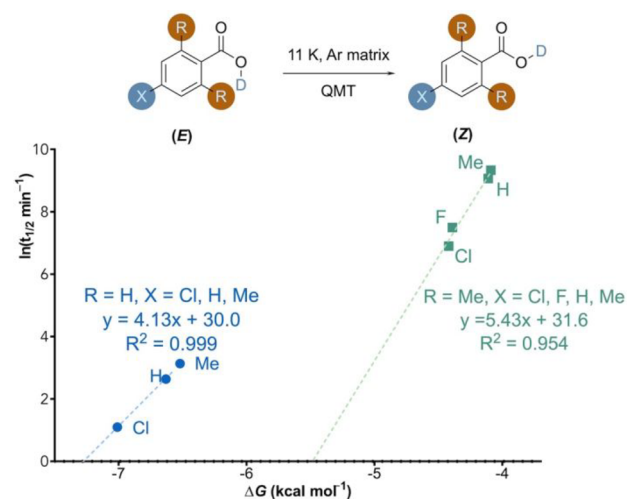 R
O
O
D
X
R
(E)
11 K, Ar matrix
QMT
R
O
O
D
X
R
(Z)
ln(t1/2 min−1)
10
8
6
4
2
0
Me
H
F
Cl
R = H, X = Cl, H, Me
y = 4.13x + 30.0
R² = 0.999
R = Me, X = Cl, F, H, Me
y =5.43x + 31.6
R² = 0.954
H
Me
Cl
-7
-6
-5
-4
ΔG (kcal mol⁻¹)